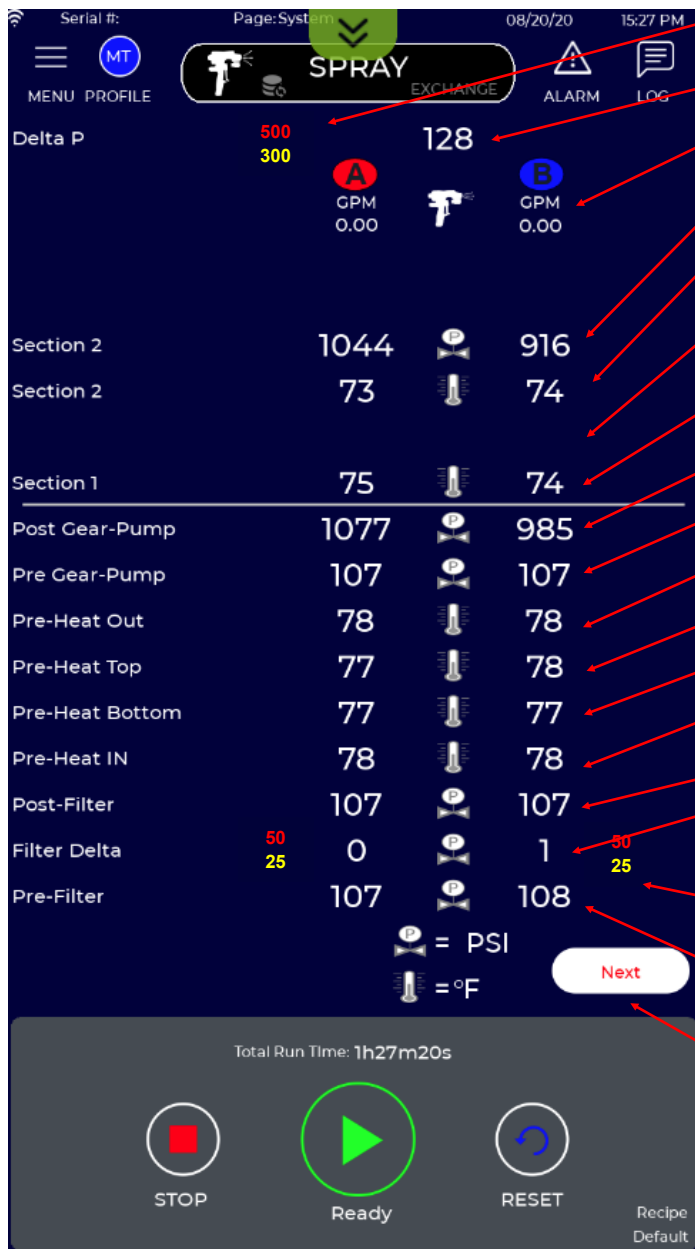 Serial #: Page:System 08/20/20 15:27 PM
MT
SPRAY
EXCHANGE
MENU PROFILE ALARM LOG
Delta P 500 128
300
A B
GPM GPM
0.00 0.00
Section 2 1044 P 916
Section 2 73 74
Section 1 75 74
Post Gear-Pump 1077 P 985
Pre Gear-Pump 107 P 107
Pre-Heat Out 78 78
Pre-Heat Top 77 78
Pre-Heat Bottom 77 77
Pre-Heat IN 78 78
Post-Filter 107 P 107
Filter Delta 50 0 P 1 50
25 25
Pre-Filter 107 P 108
P = PSI
Next
=°F
Total Run TIme: 1h27m20s
STOP Ready RESET
Recipe
Default